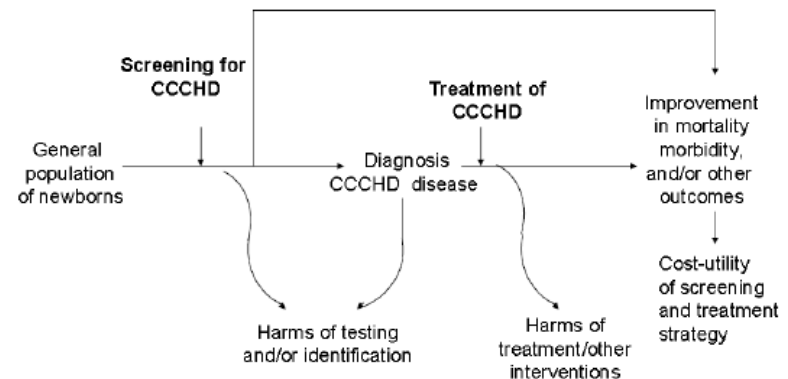 Screening for
CCCHD
Treatment of
CCCHD
General
population
of newborns
Diagnosis
CCCHD disease
Improvement
in mortality
morbidity,
and/or other
outcomes
Cost-utility
of screening
and treatment
strategy
Harms of testing
and/or identification
Harms of
treatment/other
interventions